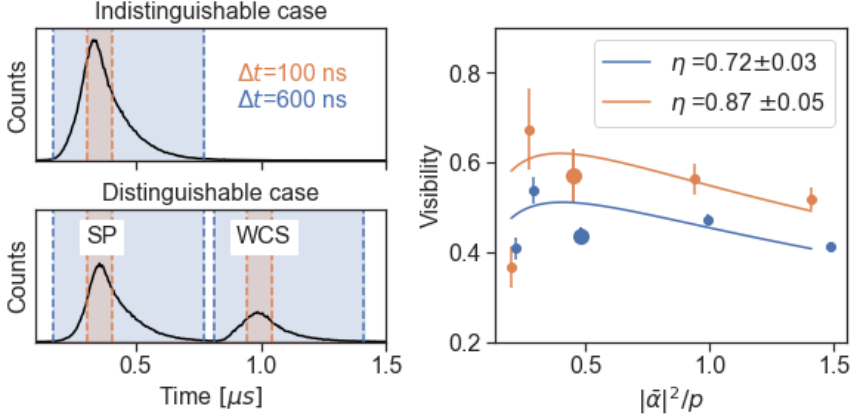 Indistinguishable case
Counts
Δt=100 ns
Δt=600 ns
Distinguishable case
Counts
SP
WCS
0.5
1.0
1.5
Time [μs]
Visibility
0.8
0.6
0.4
0.2
η =0.72±0.03
η =0.87 ±0.05
0.5
1.0
1.5
|ᾱ|²/p